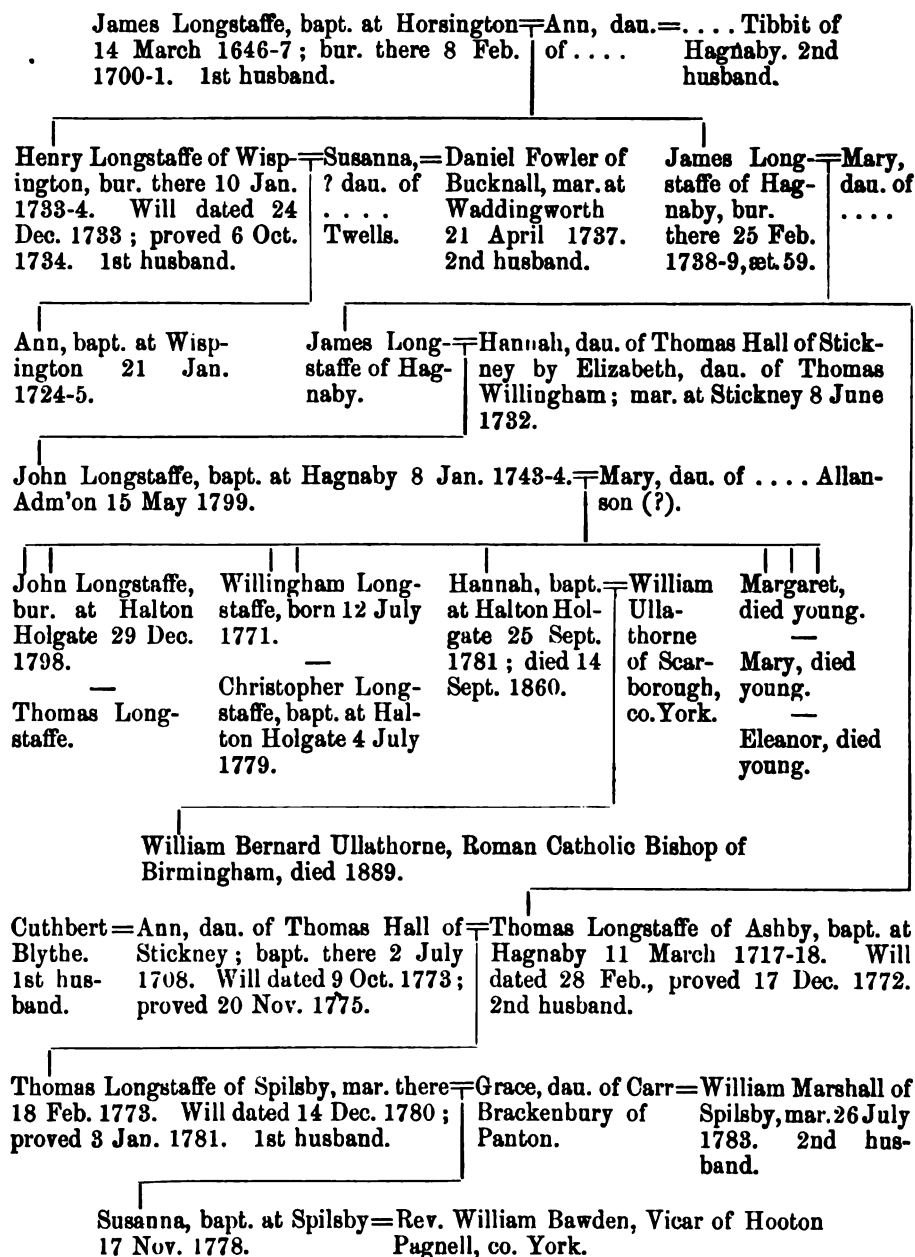 James Longstaffe, bapt. at Horsington=Ann, dau.=.... Tibbit of
14 March 1646-7; bur. there 8 Feb. of .... Hagnaby. 2nd
1700-1. 1st husband. husband.
Henry Longstaffe of Wisp-
ington, bur. there 10 Jan.
1733-4. Will dated 24
Dec. 1733; proved 6 Oct.
1734. 1st husband.
=Susanna,=
? dau. of
....
Twells.
Daniel Fowler of
Bucknall, mar. at
Waddingworth
21 April 1737.
2nd husband.
James Long-
staffe of Hag-
naby, bur.
there 25 Feb.
1738-9, æt. 59.
=Mary,
dau. of
....
Ann, bapt. at Wisp-
ington 21 Jan.
1724-5.
James Long-
staffe of Hag-
naby.
=Hannah, dau. of Thomas Hall of Stick-
ney by Elizabeth, dau. of Thomas
Willingham; mar. at Stickney 8 June
1732.
John Longstaffe, bapt. at Hagnaby 8 Jan. 1743-4.=Mary, dau. of .... Allan-
Adm'on 15 May 1799. son (?).
John Longstaffe,
bur. at Halton
Holgate 29 Dec.
1798.
—
Thomas Long-
staffe.
Willingham Long-
staffe, born 12 July
1771.
—
Christopher Long-
staffe, bapt. at Hal-
ton Holgate 4 July
1779.
Hannah, bapt.
at Halton Hol-
gate 25 Sept.
1781; died 14
Sept. 1860.
=William
Ulla-
thorne
of Scar-
borough,
co. York.
Margaret,
died young.
—
Mary, died
young.
—
Eleanor, died
young.
William Bernard Ullathorne, Roman Catholic Bishop of
Birmingham, died 1889.
Cuthbert
Blythe.
1st hus-
band.
=Ann, dau. of Thomas Hall of
Stickney; bapt. there 2 July
1708. Will dated 9 Oct. 1773;
proved 20 Nov. 1775.
=Thomas Longstaffe of Ashby, bapt. at
Hagnaby 11 March 1717-18. Will
dated 28 Feb., proved 17 Dec. 1772.
2nd husband.
Thomas Longstaffe of Spilsby, mar. there
18 Feb. 1773. Will dated 14 Dec. 1780;
proved 3 Jan. 1781. 1st husband.
=Grace, dau. of Carr
Brackenbury of
Panton.
=William Marshall of
Spilsby, mar. 26 July
1783. 2nd hus-
band.
Susanna, bapt. at Spilsby=Rev. William Bawden, Vicar of Hooton
17 Nov. 1778. Pagnell, co. York.